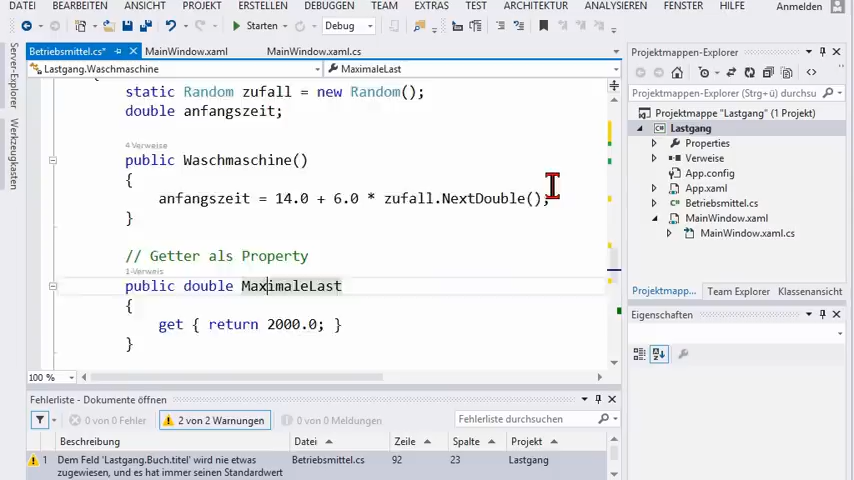 DATEI BEARBEITEN ANSICHT PROJEKT ERSTELLEN DEBUGGEN TEAM EXTRAS TEST ARCHITEKTUR ANALYSIEREN FENSTER HILFE Anmelden
Starten Debug
Betriebsmittel.cs* MainWindow.xaml MainWindow.xaml.cs
Lastgang.Waschmaschine MaximaleLast
Server-Explorer
Werkzeugkasten
static Random zufall = new Random();
double anfangszeit;
4 Verweise
public Waschmaschine()
{
anfangszeit = 14.0 + 6.0 * zufall.NextDouble();
}
// Getter als Property
1-Verweis
public double MaximaleLast
{
get { return 2000.0; }
}
100 %
Projektmappen-Explorer
Projektmappen-Explorer (Strg+ü) durchsu
Projektmappe "Lastgang" (1 Projekt)
Lastgang
Properties
Verweise
App.config
App.xaml
Betriebsmittel.cs
MainWindow.xaml
MainWindow.xaml.cs
Projektmapp... Team Explorer Klassenansicht
Eigenschaften
Fehlerliste - Dokumente öffnen
0 von 0 Fehler 2 von 2 Warnungen 0 von 0 Meldungen Fehlerliste durchsuchen
Beschreibung Datei Zeile Spalte Projekt
1 Dem Feld 'Lastgang.Buch.titel' wird nie etwas Betriebsmittel.cs 92 23 Lastgang
zugewiesen, und es hat immer seinen Standardwert